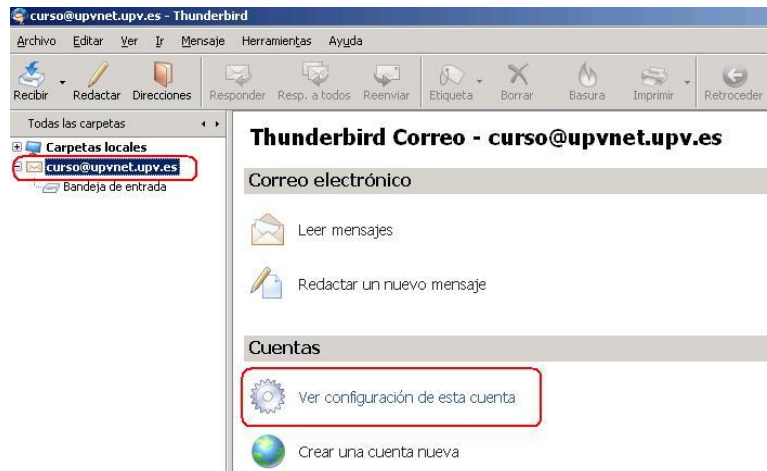 curso@upvnet.upv.es - Thunderbird
Archivo Editar Ver Ir Mensaje Herramientas Ayuda
Recibir Redactar Direcciones Responder Resp. a todos Reenviar Etiqueta Borrar Basura Imprimir Retroceder
Todas las carpetas
Carpetas locales
curso@upvnet.upv.es
Bandeja de entrada
Thunderbird Correo - curso@upvnet.upv.es
Correo electrónico
Leer mensajes
Redactar un nuevo mensaje
Cuentas
Ver configuración de esta cuenta
Crear una cuenta nueva